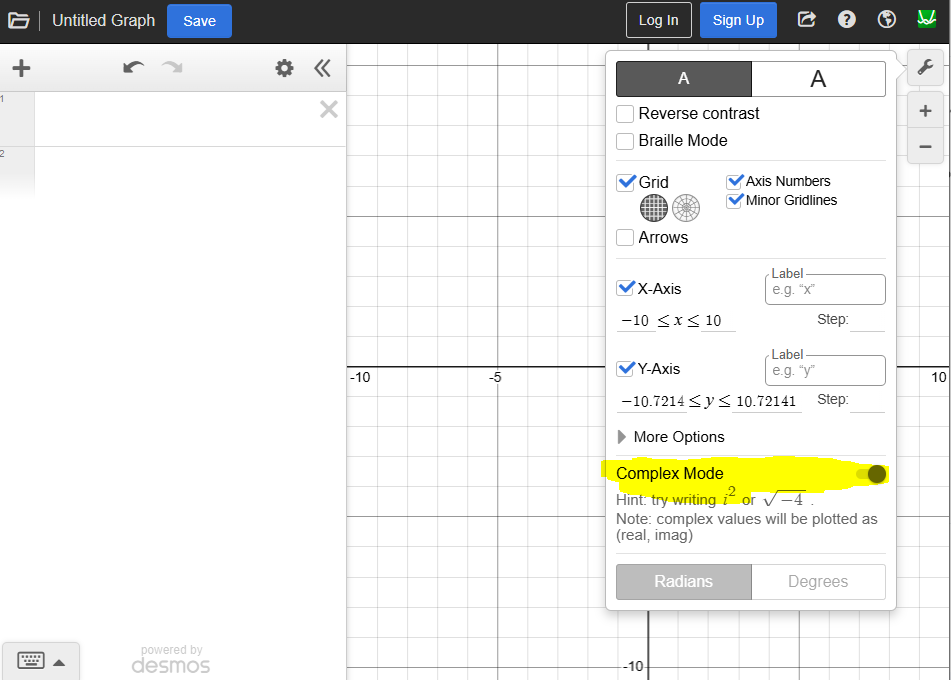 Untitled Graph Save Log In Sign Up
A A
1
Reverse contrast
Braille Mode
2
Grid Axis Numbers
Minor Gridlines
Arrows
X-Axis Label e.g. “x”
−10 ≤ x ≤ 10 Step:
Y-Axis Label e.g. “y”
-10 -5 10
−10.7214 ≤ y ≤ 10.72141 Step:
More Options
Complex Mode
Hint: try writing i² or √−4 .
Note: complex values will be plotted as
(real, imag)
Radians Degrees
powered by
desmos
-10